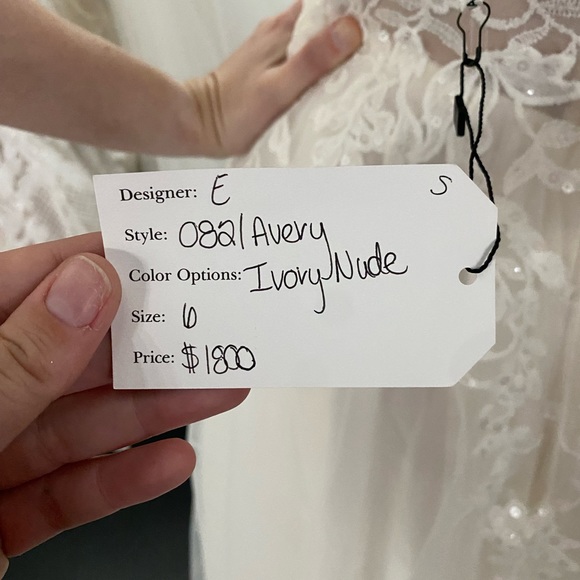 Designer: E S
Style: 0821 Avery
Color Options: Ivory Nude
Size: 6
Price: $1800